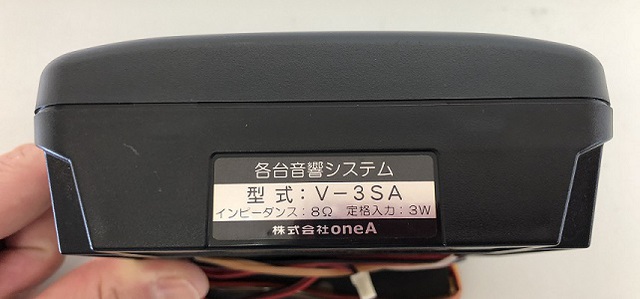 各台音響システム
型式：V-3SA
インピーダンス：8Ω 定格入力：3W
株式会社oneA